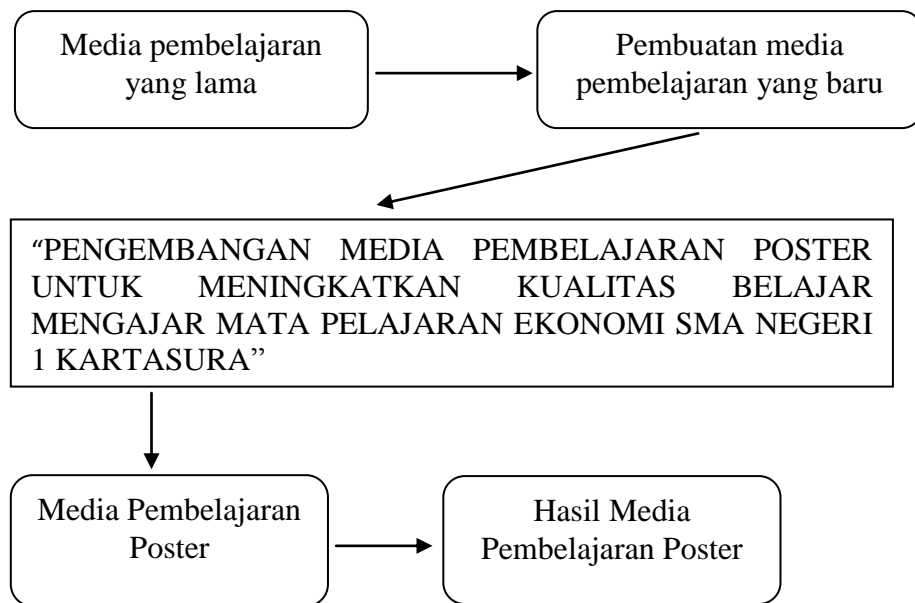 Media pembelajaran
yang lama
Pembuatan media
pembelajaran yang baru
“PENGEMBANGAN MEDIA PEMBELAJARAN POSTER
UNTUK MENINGKATKAN KUALITAS BELAJAR
MENGAJAR MATA PELAJARAN EKONOMI SMA NEGERI
1 KARTASURA”
Media Pembelajaran
Poster
Hasil Media
Pembelajaran Poster